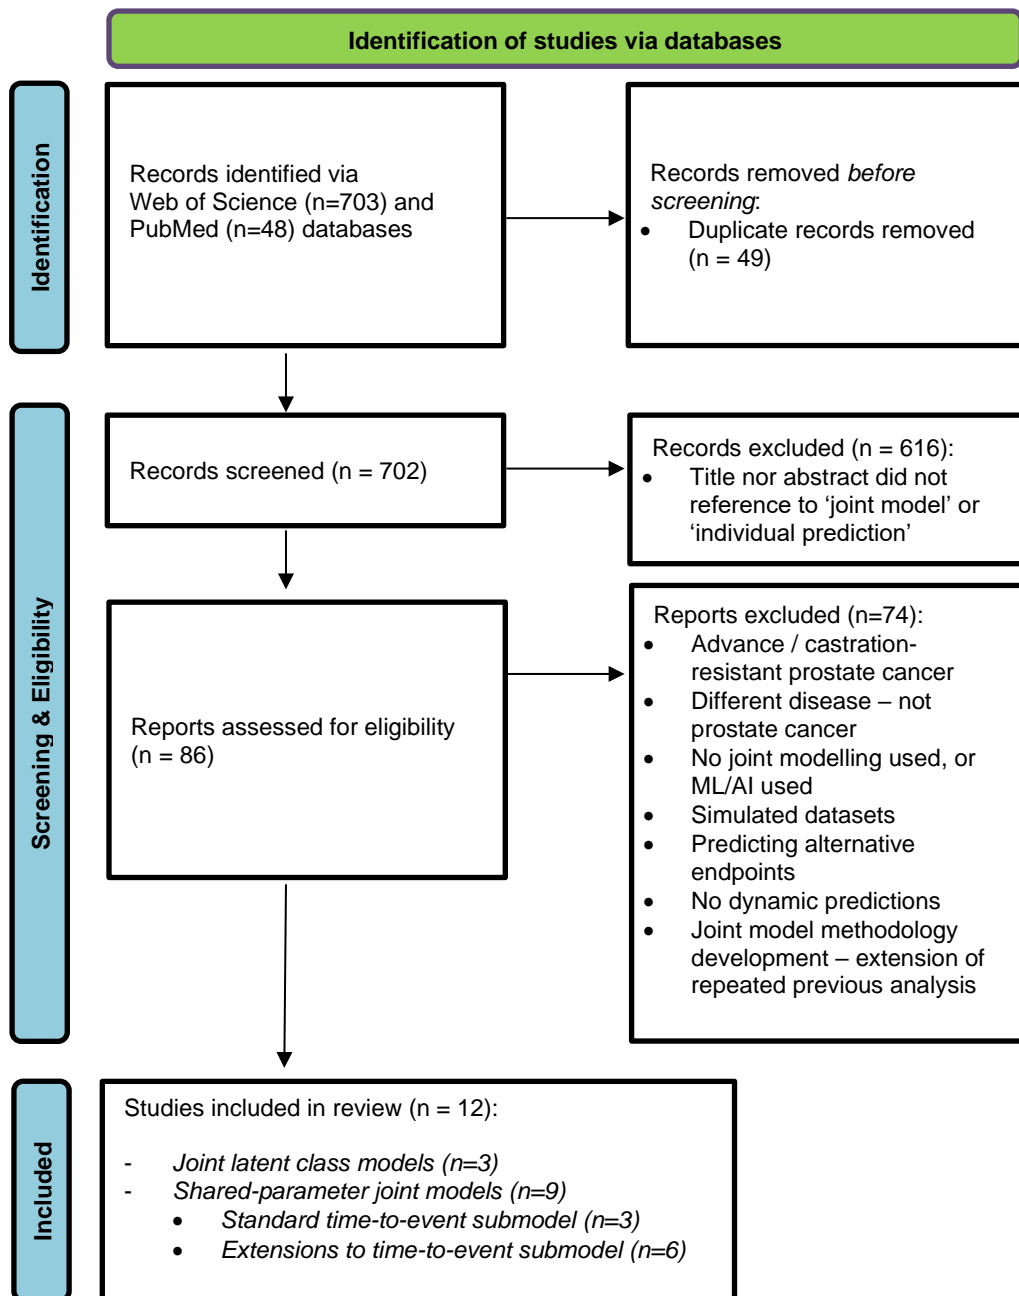 Identification of studies via databases
Identification
Records identified via
Web of Science (n=703) and
PubMed (n=48) databases
Records removed before
screening:
• Duplicate records removed
(n = 49)
Screening & Eligibility
Records screened (n = 702)
Records excluded (n = 616):
• Title nor abstract did not
reference to ‘joint model’ or
‘individual prediction’
Reports assessed for eligibility
(n = 86)
Reports excluded (n=74):
• Advance / castration-
resistant prostate cancer
• Different disease – not
prostate cancer
• No joint modelling used, or
ML/AI used
• Simulated datasets
• Predicting alternative
endpoints
• No dynamic predictions
• Joint model methodology
development – extension of
repeated previous analysis
Included
Studies included in review (n = 12):
- Joint latent class models (n=3)
- Shared-parameter joint models (n=9)
• Standard time-to-event submodel (n=3)
• Extensions to time-to-event submodel (n=6)